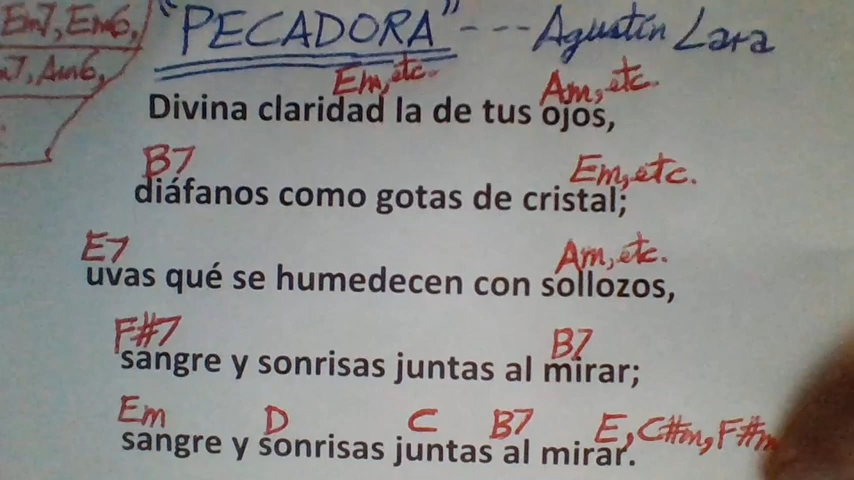 Em7, Em6,
"PECADORA" --- Agustín Lara
m7, Am6,
Em, etc. Am, etc.
Divina claridad la de tus ojos,
B7 Em, etc.
diáfanos como gotas de cristal;
E7 Am, etc.
uvas qué se humedecen con sollozos,
F#7 B7
sangre y sonrisas juntas al mirar;
Em D C B7 E, C#m, F#m
sangre y sonrisas juntas al mirar.